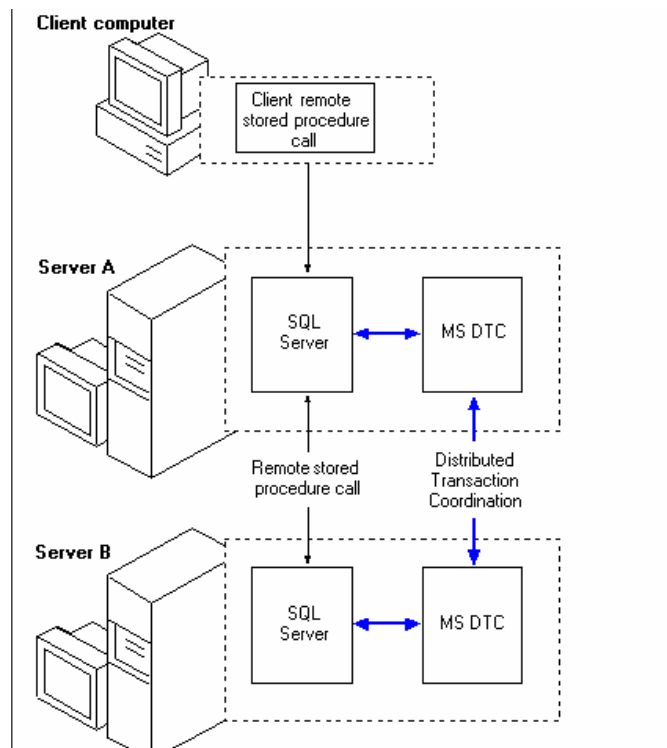 Client computer
Client remote
stored procedure
call
Server A
SQL
Server
MS DTC
Remote stored
procedure call
Distributed
Transaction
Coordination
Server B
SQL
Server
MS DTC